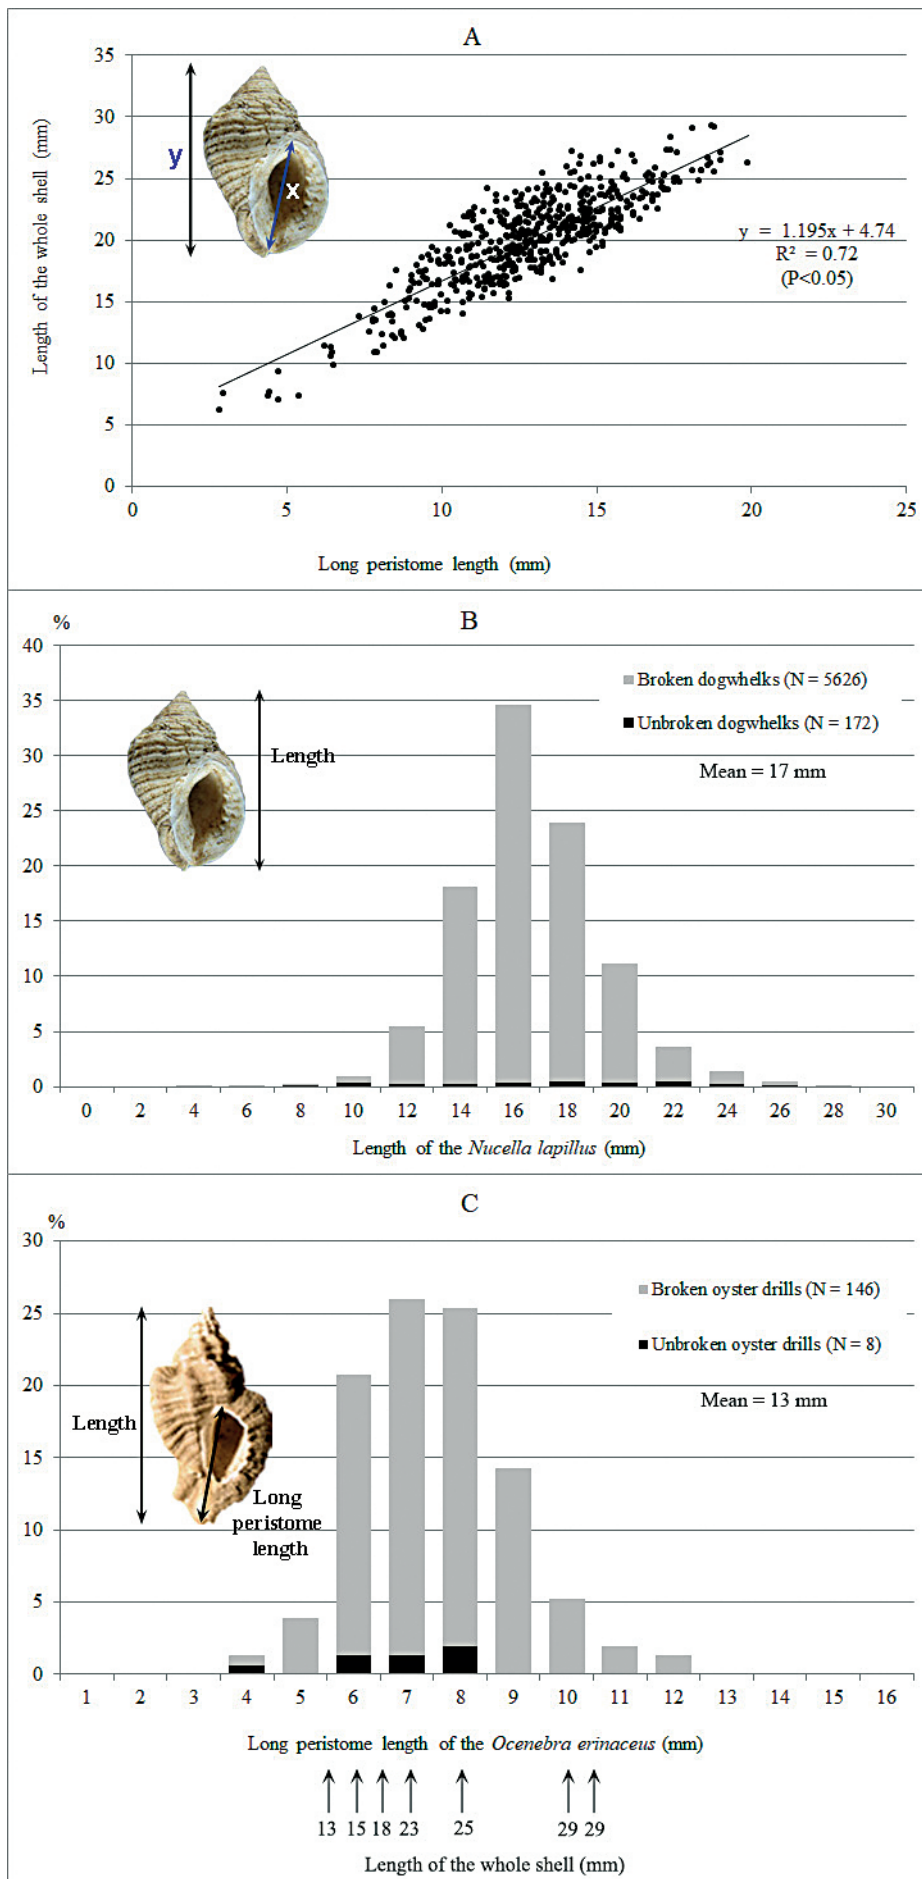 A
35
30
25
20
15
10
5
0
Length of the whole shell (mm)
y
x
y = 1.195x + 4.74
R² = 0.72
(P<0.05)
0 5 10 15 20 25
Long peristome length (mm)
B
%
40
35
30
25
20
15
10
5
0
Length
Broken dogwhelks (N = 5626)
Unbroken dogwhelks (N = 172)
Mean = 17 mm
0 2 4 6 8 10 12 14 16 18 20 22 24 26 28 30
Length of the Nucella lapillus (mm)
C
%
30
25
20
15
10
5
0
Length
Long
peristome
length
Broken oyster drills (N = 146)
Unbroken oyster drills (N = 8)
Mean = 13 mm
1 2 3 4 5 6 7 8 9 10 11 12 13 14 15 16
Long peristome length of the Ocenebra erinaceus (mm)
13 15 18 23 25 29 29
Length of the whole shell (mm)